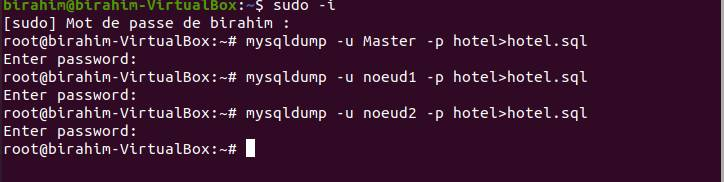 birahim@birahim-VirtualBox:~$ sudo -i
[sudo] Mot de passe de birahim :
root@birahim-VirtualBox:~# mysqldump -u Master -p hotel>hotel.sql
Enter password:
root@birahim-VirtualBox:~# mysqldump -u noeud1 -p hotel>hotel.sql
Enter password:
root@birahim-VirtualBox:~# mysqldump -u noeud2 -p hotel>hotel.sql
Enter password:
root@birahim-VirtualBox:~#